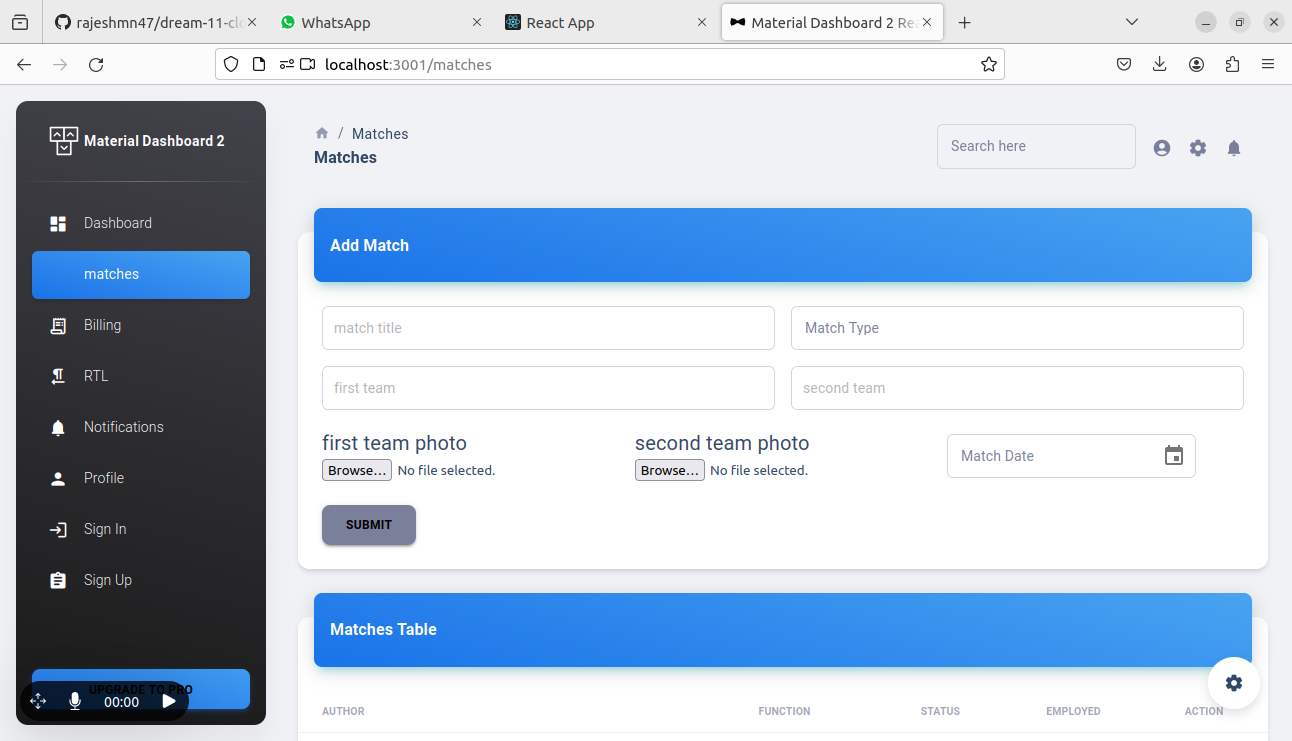 rajeshmn47/dream-11-cl
WhatsApp
React App
Material Dashboard 2 Re
localhost:3001/matches
Material Dashboard 2
/ Matches
Matches
Search here
Dashboard
matches
Billing
RTL
Notifications
Profile
Sign In
Sign Up
UPGRADE TO PRO
00:00
Add Match
match title
Match Type
first team
second team
first team photo
second team photo
Browse... No file selected.
Browse... No file selected.
Match Date
SUBMIT
Matches Table
AUTHOR FUNCTION STATUS EMPLOYED ACTION